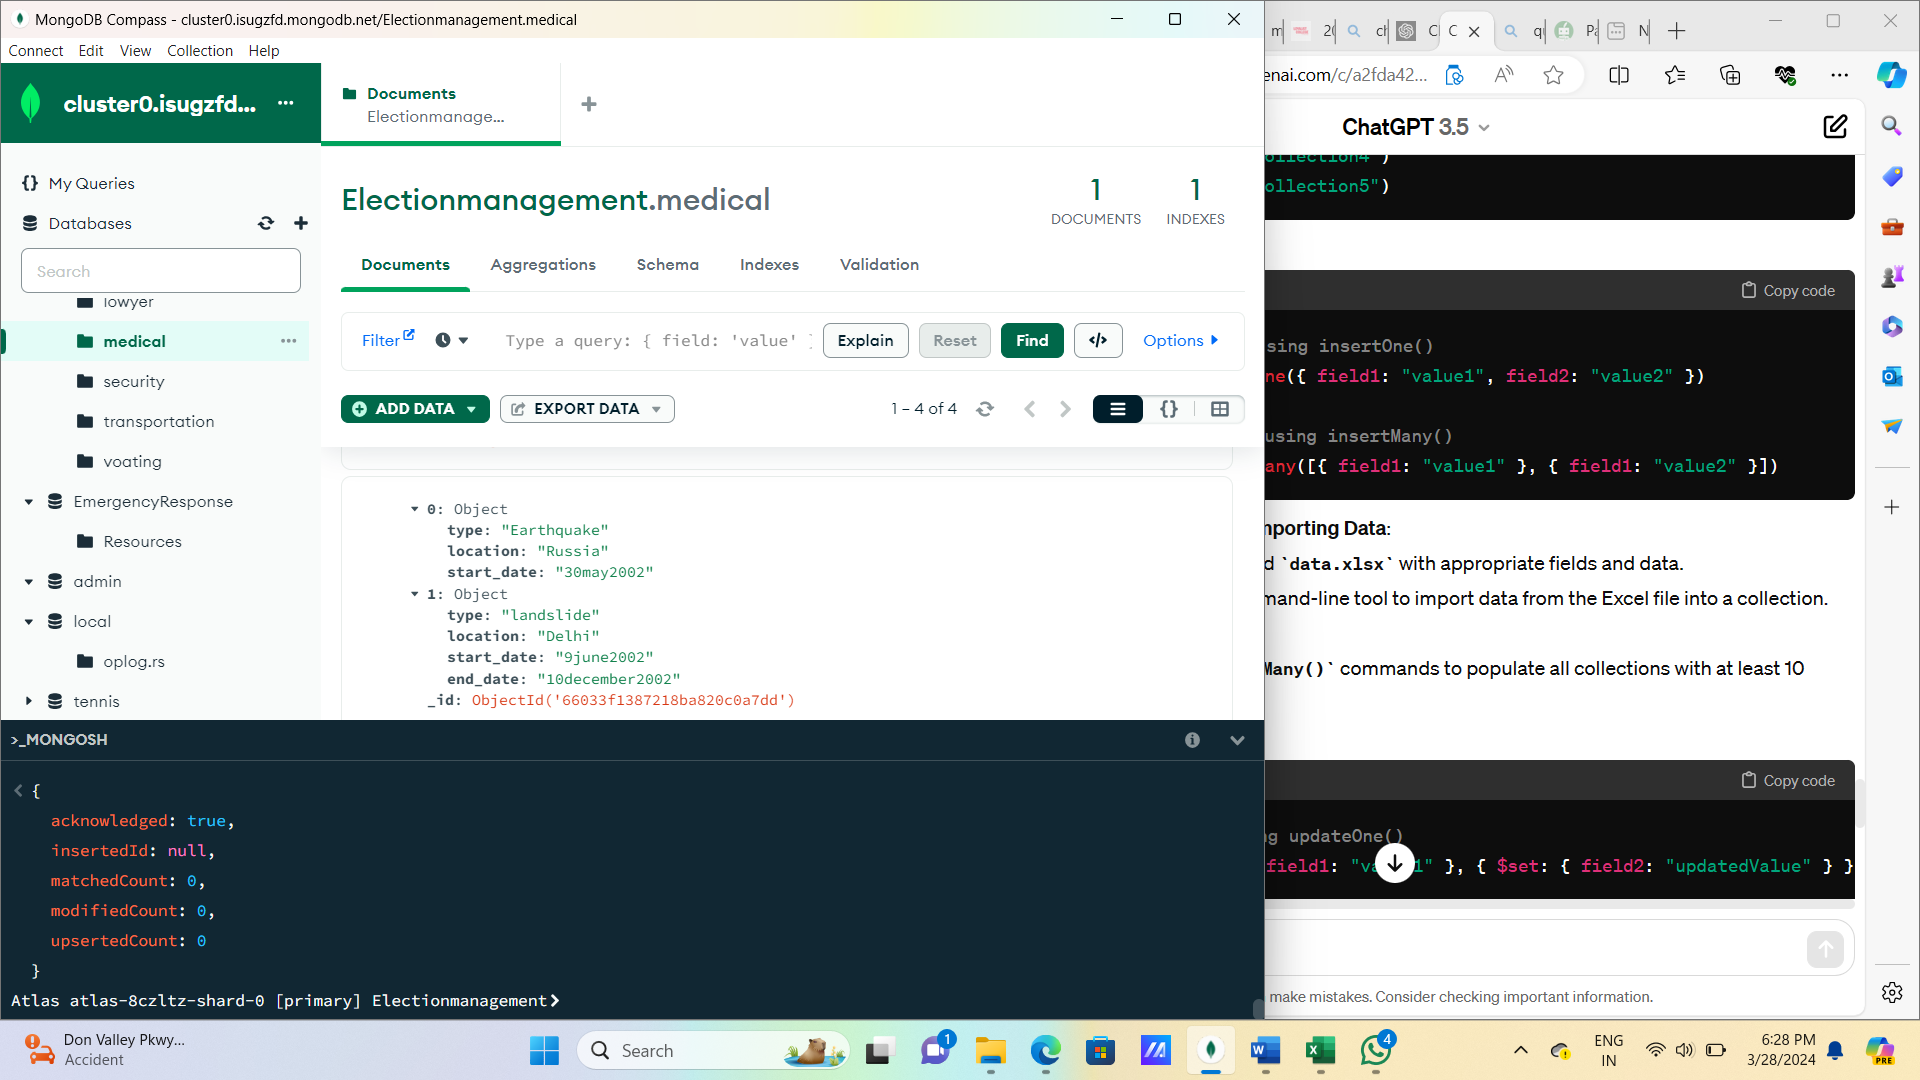 MongoDB Compass - cluster0.isugzfd.mongodb.net/Electionmanagement.medical
Connect Edit View Collection Help
cluster0.isugzfd... ...
Documents
Electionmanage...
My Queries
Databases
Search
lowyer
medical
security
transportation
voating
EmergencyResponse
Resources
admin
local
oplog.rs
tennis
Electionmanagement.medical
1
DOCUMENTS
1
INDEXES
Documents Aggregations Schema Indexes Validation
Filter Type a query: { field: 'value' Explain Reset Find </> Options
ADD DATA EXPORT DATA 1 – 4 of 4 {}
0: Object
type: "Earthquake"
location: "Russia"
start_date: "30may2002"
1: Object
type: "landslide"
location: "Delhi"
start_date: "9june2002"
end_date: "10december2002"
_id: ObjectId('66033f1387218ba820c0a7dd')
>_MONGOSH
{
acknowledged: true,
insertedId: null,
matchedCount: 0,
modifiedCount: 0,
upsertedCount: 0
}
Atlas atlas-8czltz-shard-0 [primary] Electionmanagement>
enai.com/c/a2fda42...
ChatGPT 3.5
ollection4")
ollection5")
Copy code
sing insertOne()
ne({ field1: "value1", field2: "value2" })
using insertMany()
any([{ field1: "value1" }, { field1: "value2" }])
mporting Data:
d `data.xlsx` with appropriate fields and data.
mand-line tool to import data from the Excel file into a collection.
Many()` commands to populate all collections with at least 10
Copy code
ng updateOne()
field1: "va 1" }, { $set: { field2: "updatedValue" } }
make mistakes. Consider checking important information.
Don Valley Pkwy...
Accident
Search
1
4
ENG
IN
6:28 PM
3/28/2024
PRE